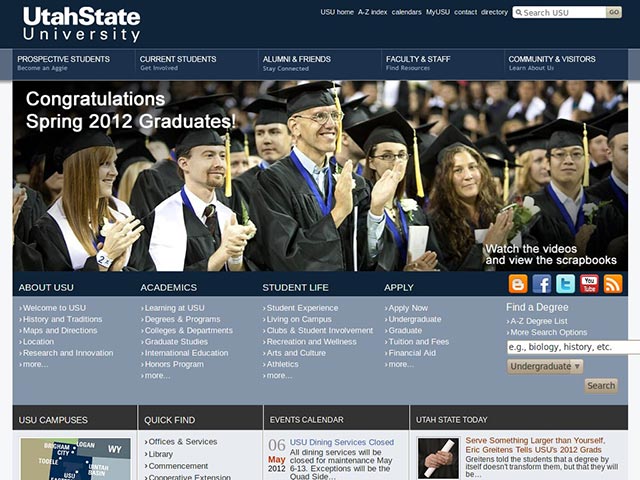 UtahState
University
USU home A-Z index calendars MyUSU contact directory
Search USU
GO
PROSPECTIVE STUDENTS
Become an Aggie
CURRENT STUDENTS
Get Involved
ALUMNI & FRIENDS
Stay Connected
FACULTY & STAFF
Find Resources
COMMUNITY & VISITORS
Learn About Us
Congratulations
Spring 2012 Graduates!
Watch the videos
and view the scrapbooks
ABOUT USU
› Welcome to USU
› History and Traditions
› Maps and Directions
› Location
› Research and Innovation
› more...
ACADEMICS
› Learning at USU
› Degrees & Programs
› Colleges & Departments
› Graduate Studies
› International Education
› Honors Program
› more...
STUDENT LIFE
› Student Experience
› Living on Campus
› Clubs & Student Involvement
› Recreation and Wellness
› Arts and Culture
› Athletics
› more...
APPLY
› Apply Now
› Undergraduate
› Graduate
› Tuition and Fees
› Financial Aid
› more...
You
Tube
Find a Degree
› A-Z Degree List
› More Search Options
e.g., biology, history, etc.
Undergraduate
Search
USU CAMPUSES
BRIGHAM
CITY
LOGAN
WY
TOOELE
UINTAH
BASIN
USU
QUICK FIND
› Offices & Services
› Library
› Commencement
› Cooperative Extension
EVENTS CALENDAR
06
May
2012
USU Dining Services Closed
All dining services will be
closed for maintenance May
6-13. Exceptions will be the
Quad Side...
UTAH STATE TODAY
Serve Something Larger than Yourself,
Eric Greitens Tells USU's 2012 Grads
Greitens told the students that a degree by
itself doesn't transform them, but that they will
be...